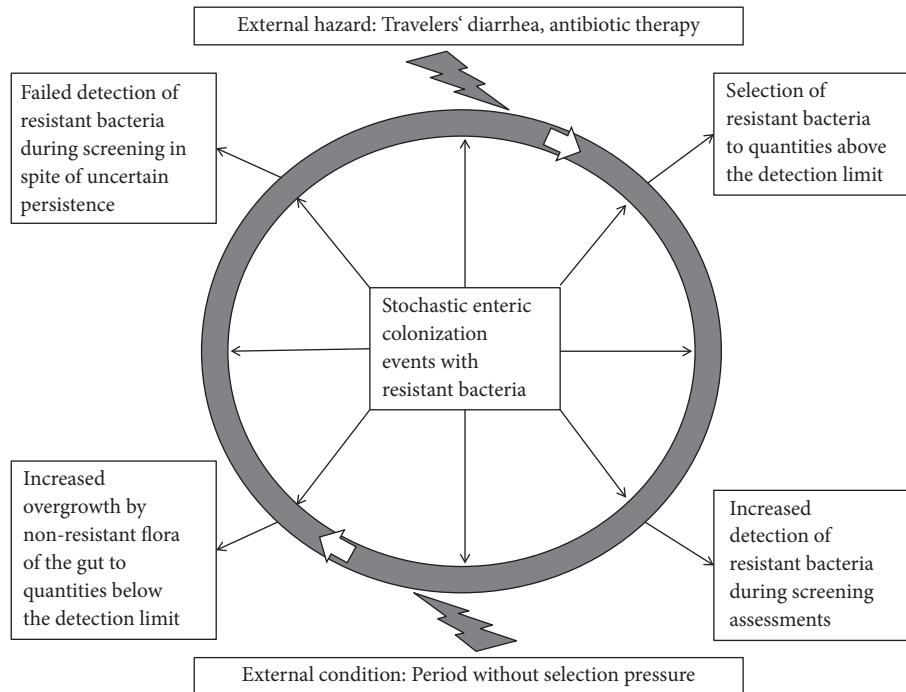 External hazard: Travelers‘ diarrhea, antibiotic therapy
Failed detection of
resistant bacteria
during screening in
spite of uncertain
persistence
Selection of
resistant bacteria
to quantities above
the detection limit
Stochastic enteric
colonization
events with
resistant bacteria
Increased
overgrowth by
non-resistant flora
of the gut to
quantities below
the detection limit
Increased
detection of
resistant bacteria
during screening
assessments
External condition: Period without selection pressure